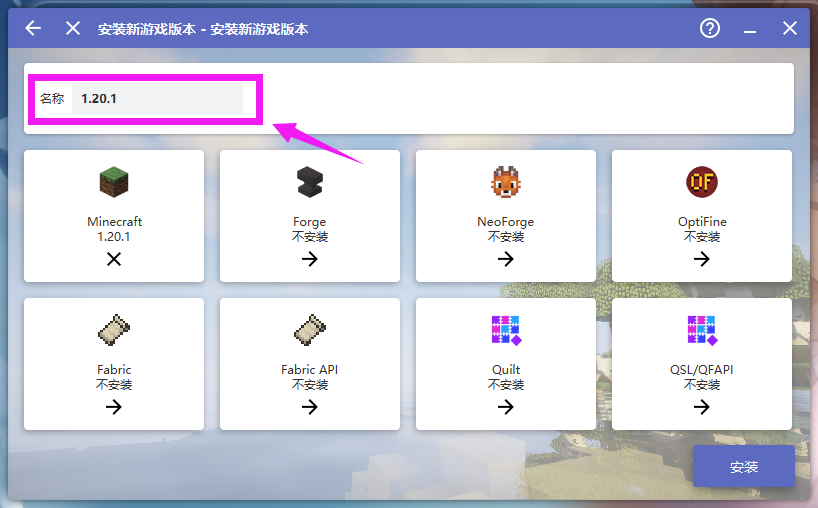 安装新游戏版本 - 安装新游戏版本
名称 1.20.1
Minecraft
1.20.1
Forge
不安装
NeoForge
不安装
OF
OptiFine
不安装
Fabric
不安装
Fabric API
不安装
Quilt
不安装
QSL/QFAPI
不安装
安装